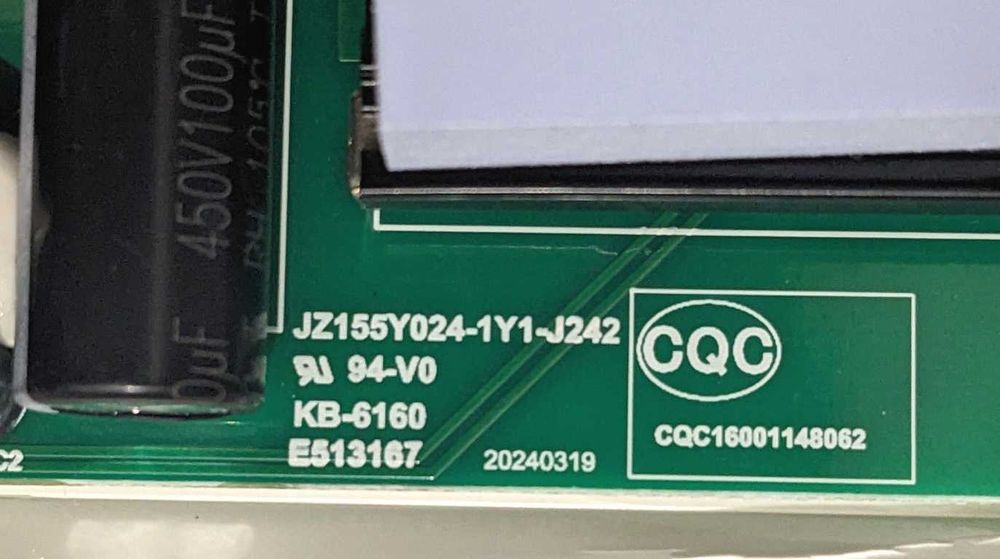 450V100μF
JZ155Y024-1Y1-J242
94-V0
KB-6160
E513167
20240319
CQC
CQC16001148062
C2